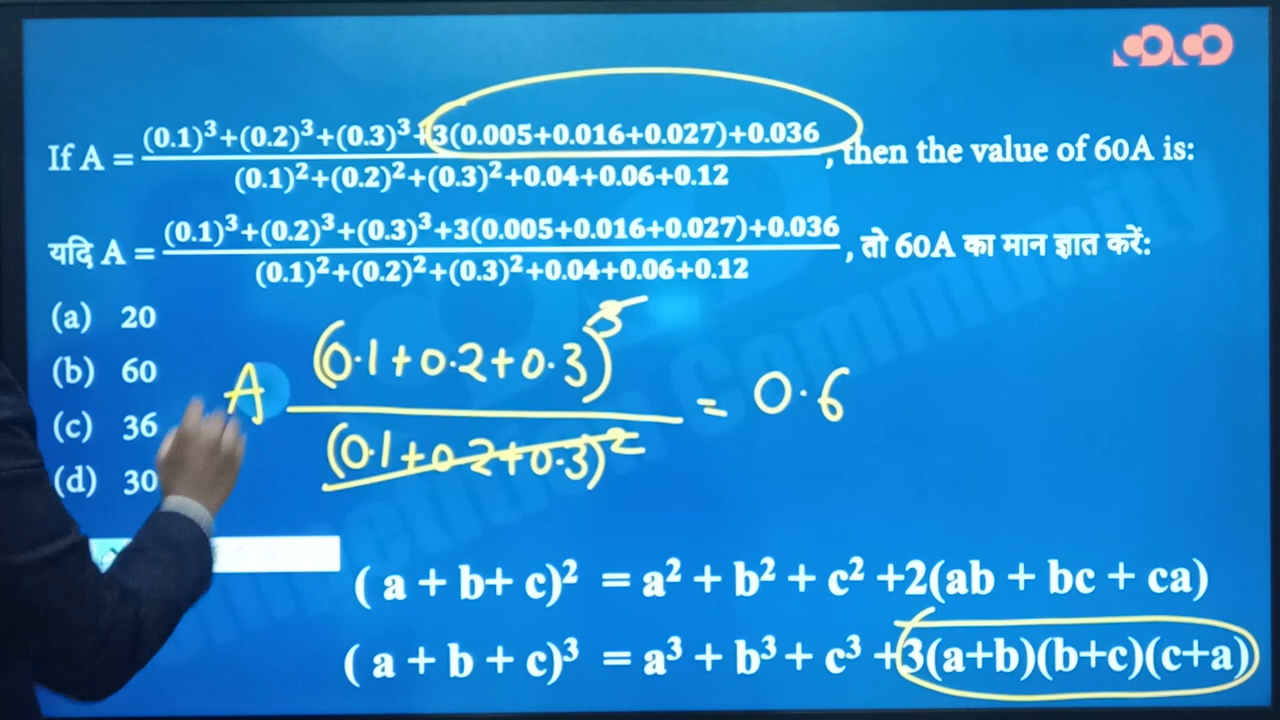 If A = (0.1)³+(0.2)³+(0.3)³+3(0.005+0.016+0.027)+0.036 / (0.1)²+(0.2)²+(0.3)²+0.04+0.06+0.12 , then the value of 60A is:
यदि A = (0.1)³+(0.2)³+(0.3)³+3(0.005+0.016+0.027)+0.036 / (0.1)²+(0.2)²+(0.3)²+0.04+0.06+0.12 , तो 60A का मान ज्ञात करें:
(a) 20
(b) 60
(c) 36
(d) 30
A (0.1+0.2+0.3)³ / (0.1+0.2+0.3)² = 0.6
( a + b+ c)² = a² + b² + c² +2(ab + bc + ca)
( a + b + c)³ = a³ + b³ + c³ +3(a+b)(b+c)(c+a)